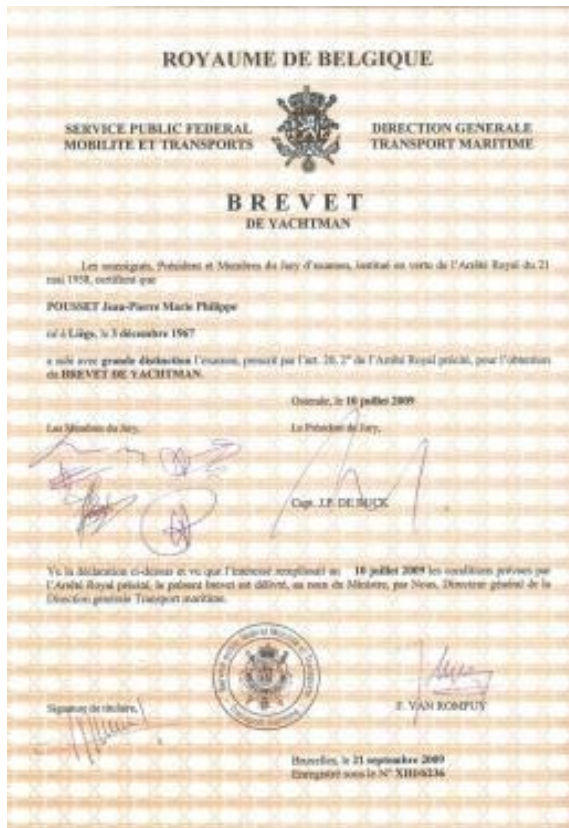 ROYAUME DE BELGIQUE
SERVICE PUBLIC FEDERAL
MOBILITE ET TRANSPORTS
DIRECTION GENERALE
TRANSPORT MARITIME
BREVET
DE YACHTMAN
Les soussignés, Président et Membres du Jury d'examen, institué en vertu de l'Arrêté Royal du 21
mai 1958, certifient que
POUSSET Jean-Pierre Marie Philippe
né à Liège, le 3 décembre 1967
a subi avec grande distinction l'examen, prescrit par l'art. 20, 2° de l'Arrêté Royal précité, pour l'obtention
du BREVET DE YACHTMAN.
Ostende, le 10 juillet 2009
Les Membres du Jury,
Le Président du Jury,
Capt. J.P. DE BUCK
Vu la déclaration ci-dessus et vu que l'intéressé remplissait au 10 juillet 2009 les conditions prévues par
l'Arrêté Royal précité, le présent brevet est délivré, au nom du Ministre, par Nous, Directeur général de la
Direction générale Transport maritime.
Signature du titulaire,
F. VAN ROMPUY
Bruxelles, le 21 septembre 2009
Enregistré sous le N°